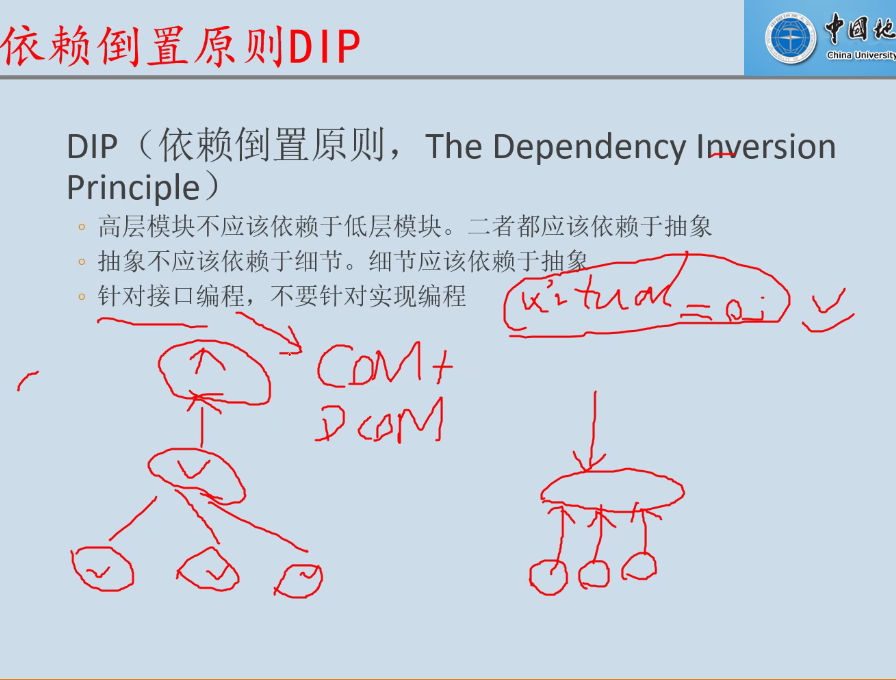 依赖倒置原则DIP
中国地
China University
DIP（依赖倒置原则，The Dependency Inversion
Principle）
高层模块不应该依赖于低层模块。二者都应该依赖于抽象
抽象不应该依赖于细节。细节应该依赖于抽象
针对接口编程，不要针对实现编程
= 0;
COM+
DCOM